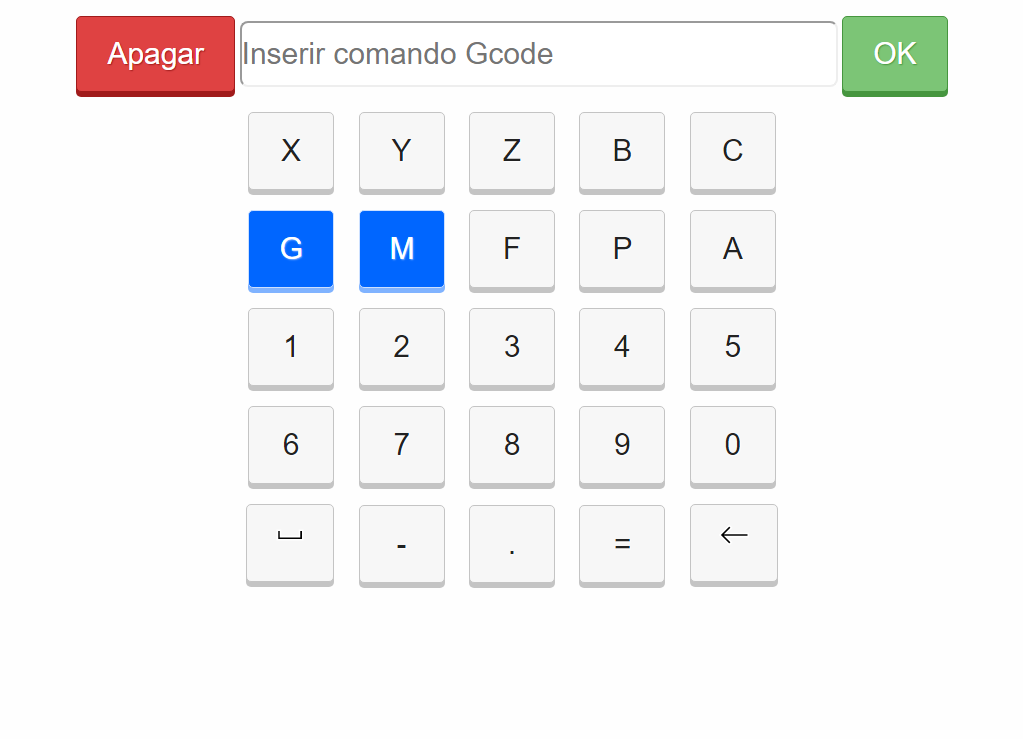 Apagar Inserir comando Gcode OK
X Y Z B C
G M F P A
1 2 3 4 5
6 7 8 9 0
- . =